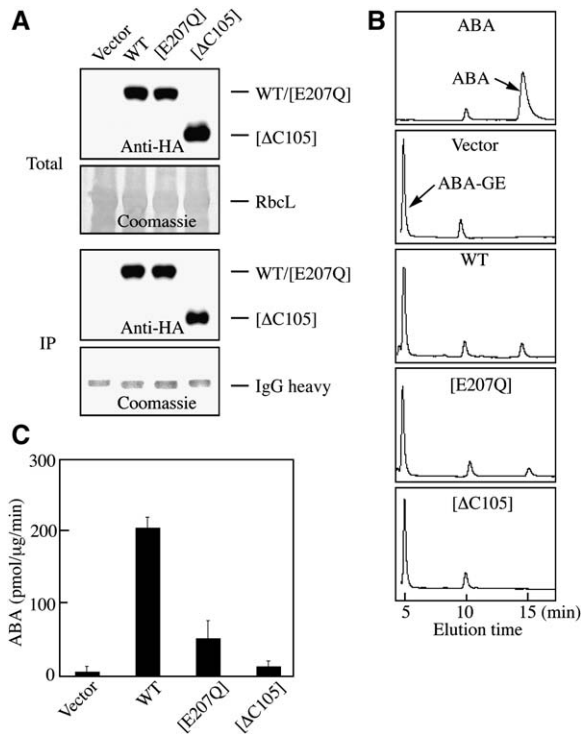 A
Vector
WT
[E207Q]
[ΔC105]
Total
WT/[E207Q]
[ΔC105]
Anti-HA
RbcL
Coomassie
IP
WT/[E207Q]
[ΔC105]
Anti-HA
IgG heavy
Coomassie
B
ABA
ABA
Vector
ABA-GE
WT
[E207Q]
[ΔC105]
5 10 15 (min)
Elution time
C
ABA (pmol/μg/min)
300
200
100
0
Vector
WT
[E207Q]
[ΔC105]